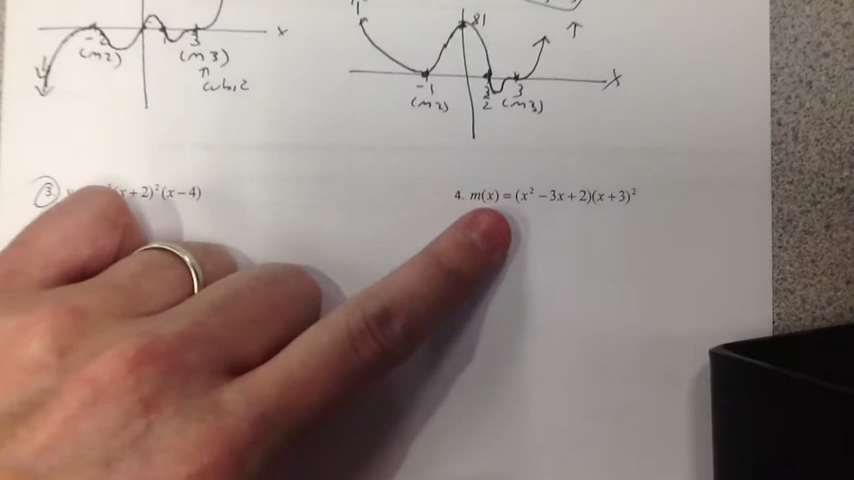 -2 3 x
(m2) (m3)
↑
cubic
81
-1 3/2 3 x
(m2) (m3)
3. (x+2)²(x−4)
4. m(x) = (x² − 3x + 2)(x + 3)²